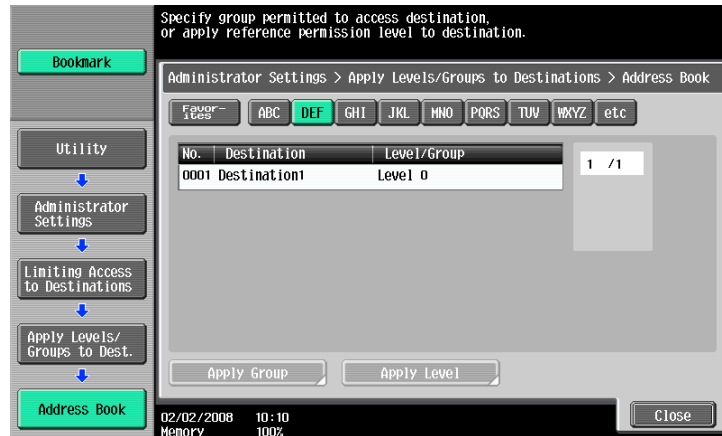 Specify group permitted to access destination,
or apply reference permission level to destination.
Bookmark
Administrator Settings > Apply Levels/Groups to Destinations > Address Book
Favor-
ites
ABC DEF GHI JKL MNO PQRS TUV WXYZ etc
Utility
No. Destination Level/Group
0001 Destination1 Level 0
1 /1
Administrator
Settings
Limiting Access
to Destinations
Apply Levels/
Groups to Dest.
Apply Group Apply Level
Address Book
Close
02/02/2008 10:10
Memory 100%